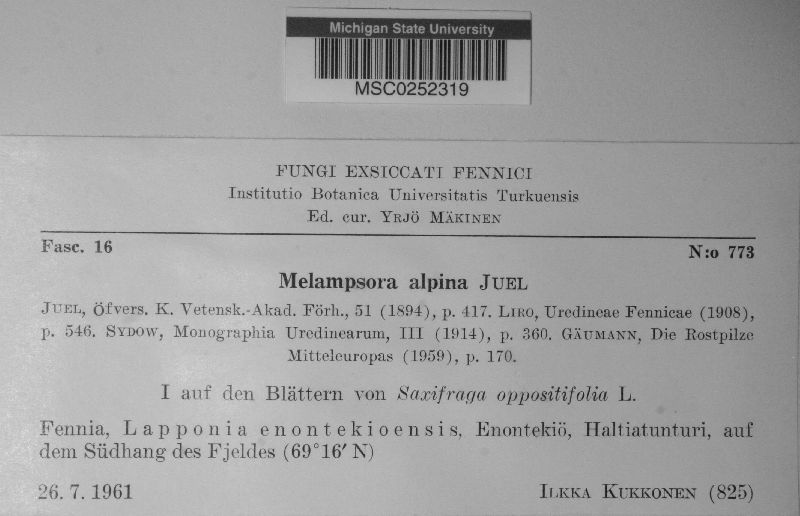 Michigan State University
MSC0252319
FUNGI EXSICCATI FENNICI
Institutio Botanica Universitatis Turkuensis
Ed. cur. YRJÖ MÄKINEN
Fasc. 16
N:o 773
Melampsora alpina JUEL
JUEL, Öfvers. K. Vetensk.-Akad. Förh., 51 (1894), p. 417. LIRO, Uredineae Fennicae (1908),
p. 546. SYDOW, Monographia Uredinearum, III (1914), p. 360. GÄUMANN, Die Rostpilze
Mitteleuropas (1959), p. 170.
I auf den Blättern von Saxifraga oppositifolia L.
Fennia, Lapponia enontekioensis, Enontekiö, Haltiatunturi, auf
dem Südhang des Fjeldes (69°16′ N)
26. 7. 1961
ILKKA KUKKONEN (825)